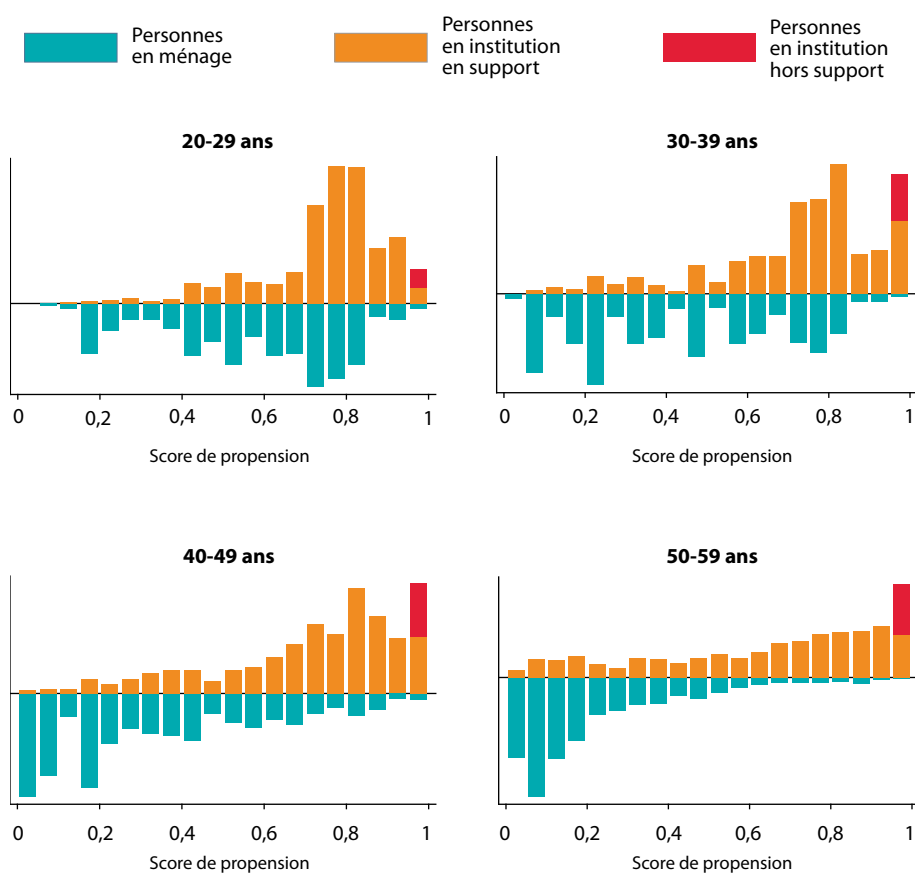 Personnes
en ménage
Personnes
en institution
en support
Personnes
en institution
hors support
20-29 ans
30-39 ans
0 0,2 0,4 0,6 0,8 1
0 0,2 0,4 0,6 0,8 1
Score de propension
Score de propension
40-49 ans
50-59 ans
0 0,2 0,4 0,6 0,8 1
0 0,2 0,4 0,6 0,8 1
Score de propension
Score de propension